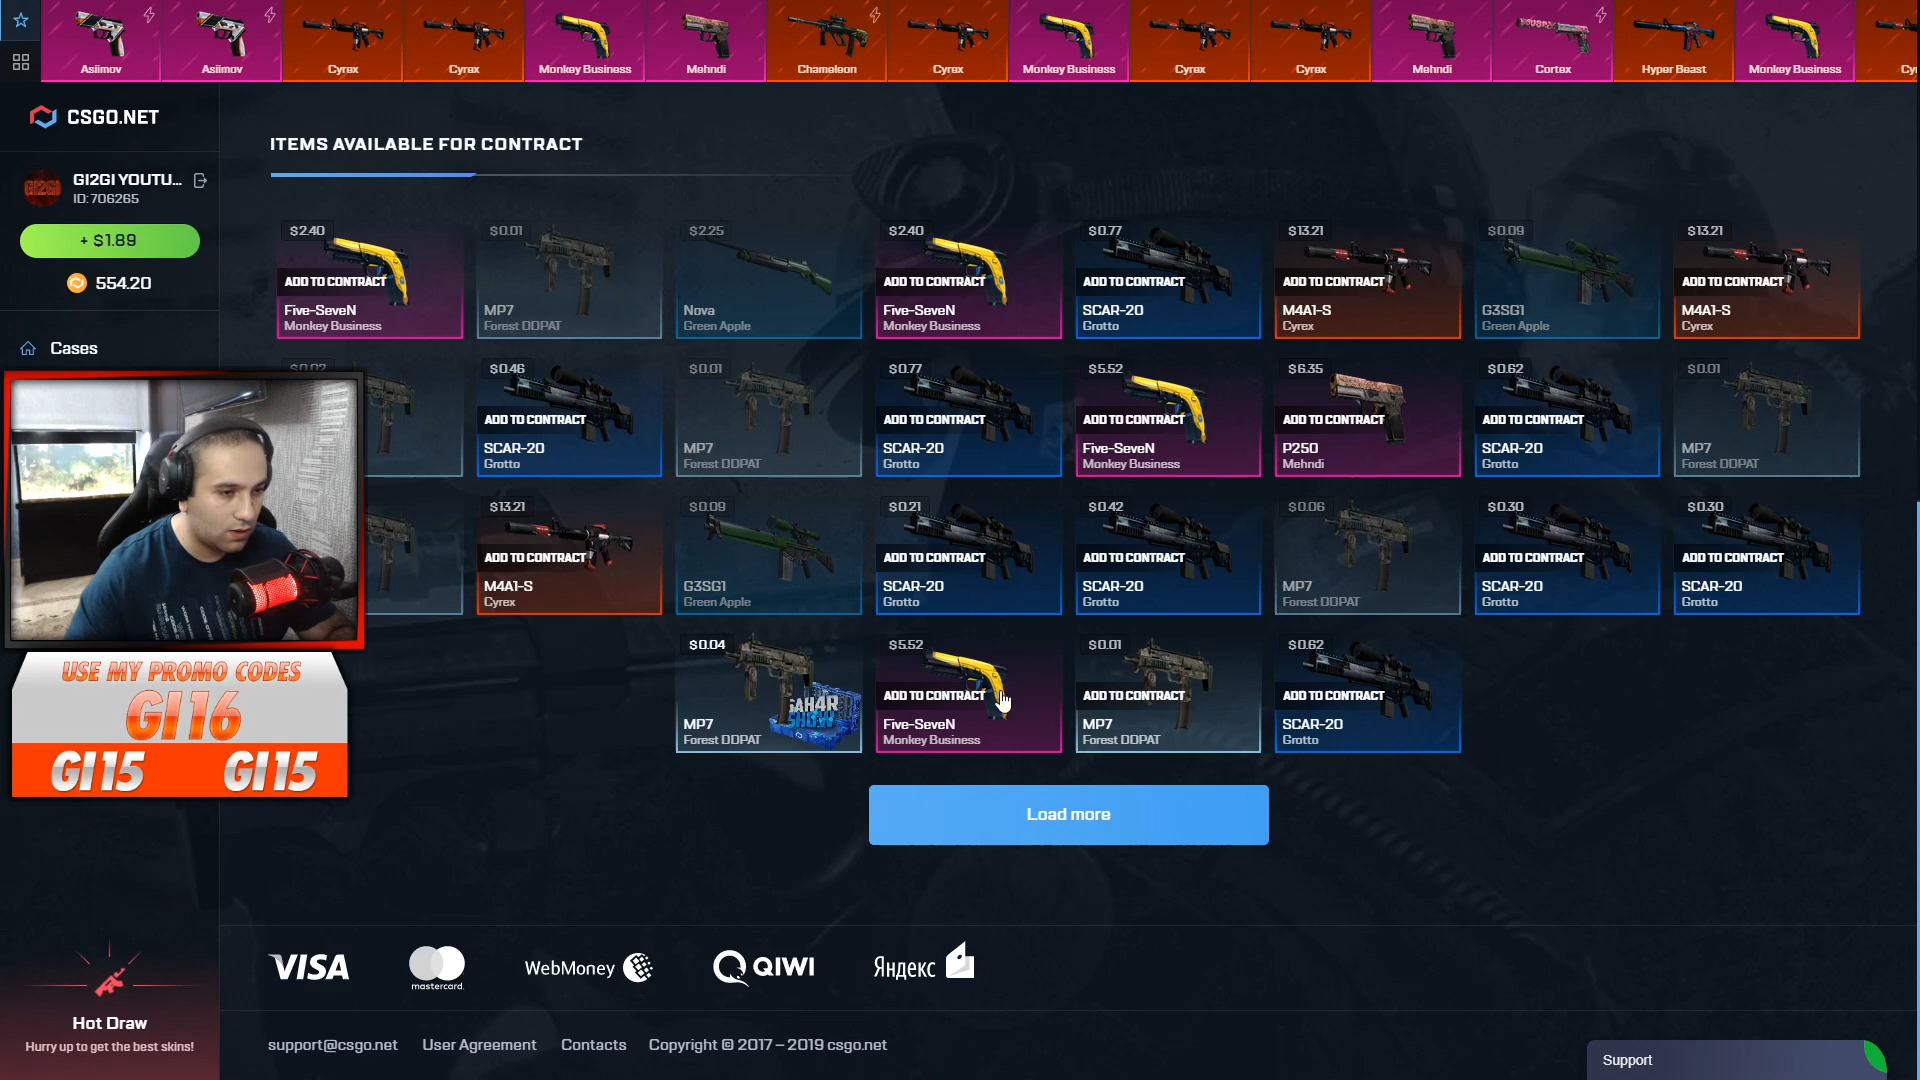 Asiimov
Asiimov
Cyrex
Cyrex
Monkey Business
Mehndi
Chameleon
Cyrex
Monkey Business
Cyrex
Cyrex
Mehndi
Cortex
Hyper Beast
Monkey Business
Cy
CSGO.NET
GI2GI
GI2GI YOUTU...
ID: 706265
+ $1.89
554.20
Cases
ITEMS AVAILABLE FOR CONTRACT
$2.40
ADD TO CONTRACT
Five-SeveN
Monkey Business
$0.01
MP7
Forest DDPAT
$2.25
Nova
Green Apple
$2.40
ADD TO CONTRACT
Five-SeveN
Monkey Business
$0.77
ADD TO CONTRACT
SCAR-20
Grotto
$13.21
ADD TO CONTRACT
M4A1-S
Cyrex
$0.09
G3SG1
Green Apple
$13.21
ADD TO CONTRACT
M4A1-S
Cyrex
$0.02
$0.46
ADD TO CONTRACT
SCAR-20
Grotto
$0.01
MP7
Forest DDPAT
$0.77
ADD TO CONTRACT
SCAR-20
Grotto
$5.52
ADD TO CONTRACT
Five-SeveN
Monkey Business
$6.35
ADD TO CONTRACT
P250
Mehndi
$0.62
ADD TO CONTRACT
SCAR-20
Grotto
$0.01
MP7
Forest DDPAT
$13.21
ADD TO CONTRACT
M4A1-S
Cyrex
$0.09
G3SG1
Green Apple
$0.21
ADD TO CONTRACT
SCAR-20
Grotto
$0.42
ADD TO CONTRACT
SCAR-20
Grotto
$0.06
MP7
Forest DDPAT
$0.30
ADD TO CONTRACT
SCAR-20
Grotto
$0.30
ADD TO CONTRACT
SCAR-20
Grotto
$0.04
MP7
Forest DDPAT
SAH4R
SHOW
$5.52
ADD TO CONTRACT
Five-SeveN
Monkey Business
$0.01
ADD TO CONTRACT
MP7
Forest DDPAT
$0.62
ADD TO CONTRACT
SCAR-20
Grotto
USE MY PROMO CODES
GI16
GI15 GI15
Load more
VISA
mastercard.
WebMoney
QIWI
Яндекс
Hot Draw
Hurry up to get the best skins!
support@csgo.net User Agreement Contacts Copyright © 2017 – 2019 csgo.net
Support